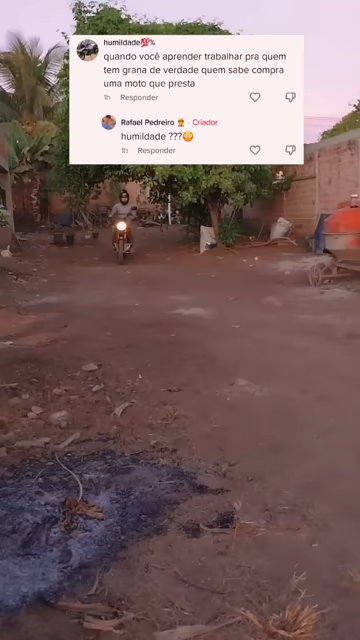 humildade💯%
quando você aprender trabalhar pra quem
tem grana de verdade quem sabe compra
uma moto que presta
1h Responder
Rafael Pedreiro 👷 · Criador
humildade ???😳
1h Responder